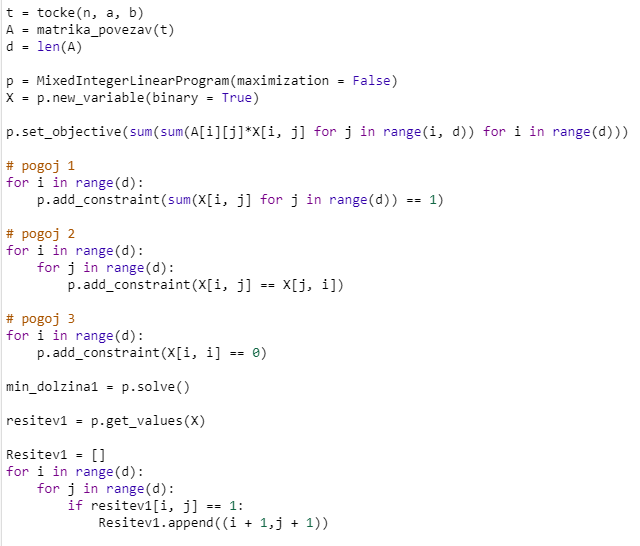 t = tocke(n, a, b)
A = matrika_povezav(t)
d = len(A)

p = MixedIntegerLinearProgram(maximization = False)
X = p.new_variable(binary = True)

p.set_objective(sum(sum(A[i][j]*X[i, j] for j in range(i, d)) for i in range(d)))

# pogoj 1
for i in range(d):
    p.add_constraint(sum(X[i, j] for j in range(d)) == 1)

# pogoj 2
for i in range(d):
    for j in range(d):
        p.add_constraint(X[i, j] == X[j, i])

# pogoj 3
for i in range(d):
    p.add_constraint(X[i, i] == 0)

min_dolzina1 = p.solve()

resitev1 = p.get_values(X)

Resitev1 = []
for i in range(d):
    for j in range(d):
        if resitev1[i, j] == 1:
            Resitev1.append((i + 1,j + 1))